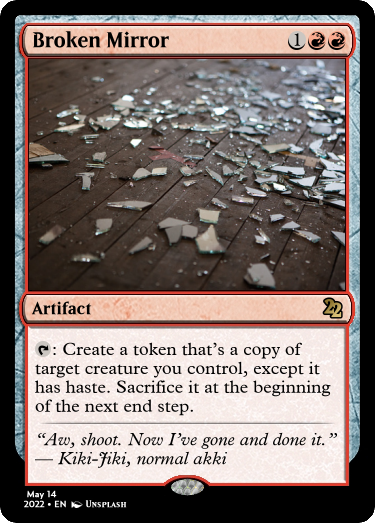 Broken Mirror 1
Artifact
: Create a token that's a copy of
target creature you control, except it
has haste. Sacrifice it at the beginning
of the next end step.
“Aw, shoot. Now I've gone and done it.”
— Kiki-Jiki, normal akki
May 14
2022 • EN Unsplash